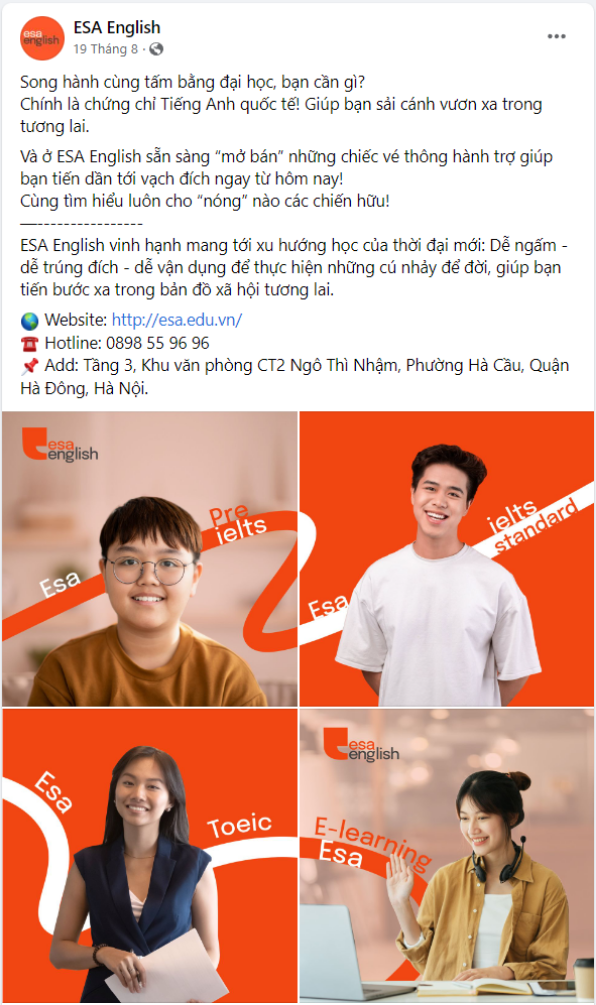 esa
english
ESA English
19 Tháng 8 ·
Song hành cùng tấm bằng đại học, bạn cần gì?
Chính là chứng chỉ Tiếng Anh quốc tế! Giúp bạn sải cánh vươn xa trong
tương lai.
Và ở ESA English sẵn sàng “mở bán” những chiếc vé thông hành trợ giúp
bạn tiến dần tới vạch đích ngay từ hôm nay!
Cùng tìm hiểu luôn cho “nóng” nào các chiến hữu!
—----------------
ESA English vinh hạnh mang tới xu hướng học của thời đại mới: Dễ ngấm -
dễ trúng đích - dễ vận dụng để thực hiện những cú nhảy để đời, giúp bạn
tiến bước xa trong bản đồ xã hội tương lai.
Website: http://esa.edu.vn/
Hotline: 0898 55 96 96
Add: Tầng 3, Khu văn phòng CT2 Ngô Thì Nhậm, Phường Hà Cầu, Quận
Hà Đông, Hà Nội.
esa
english
Esa
Pre
ielts
Esa
ielts
standard
Esa
Toeic
esa
english
E-learning
Esa